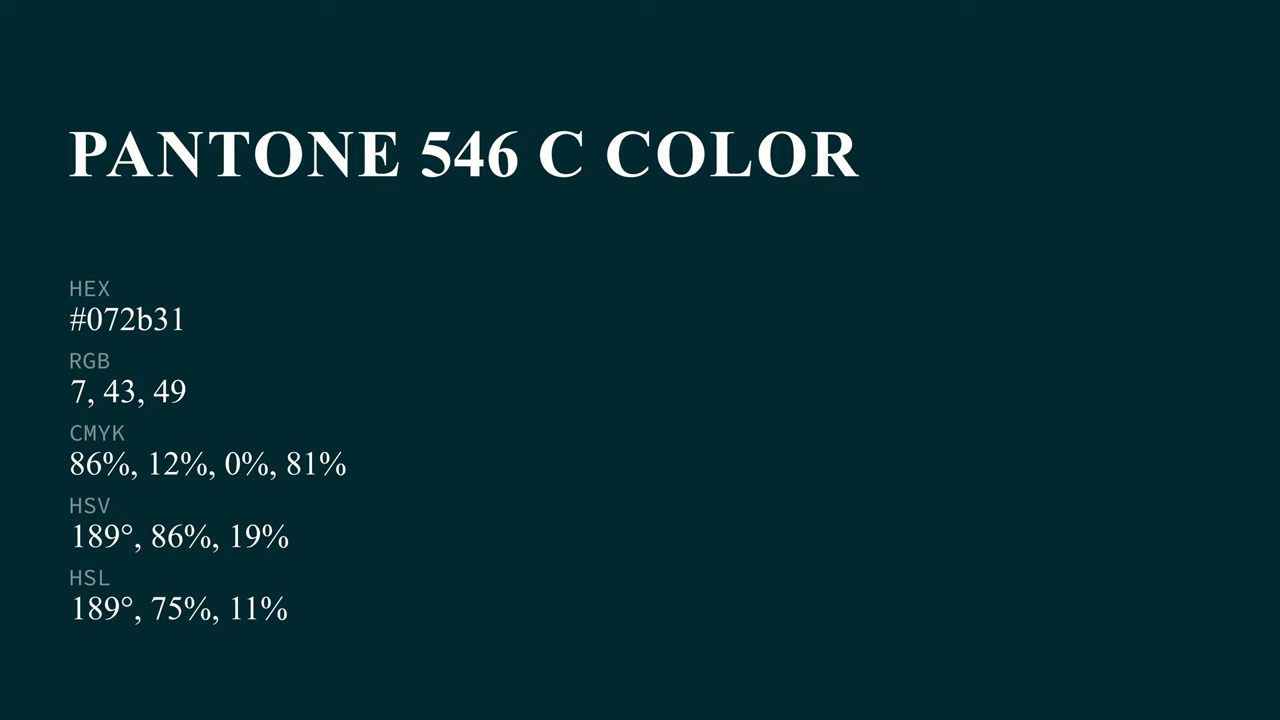 PANTONE 546 C COLOR
HEX
#072b31
RGB
7, 43, 49
CMYK
86%, 12%, 0%, 81%
HSV
189°, 86%, 19%
HSL
189°, 75%, 11%